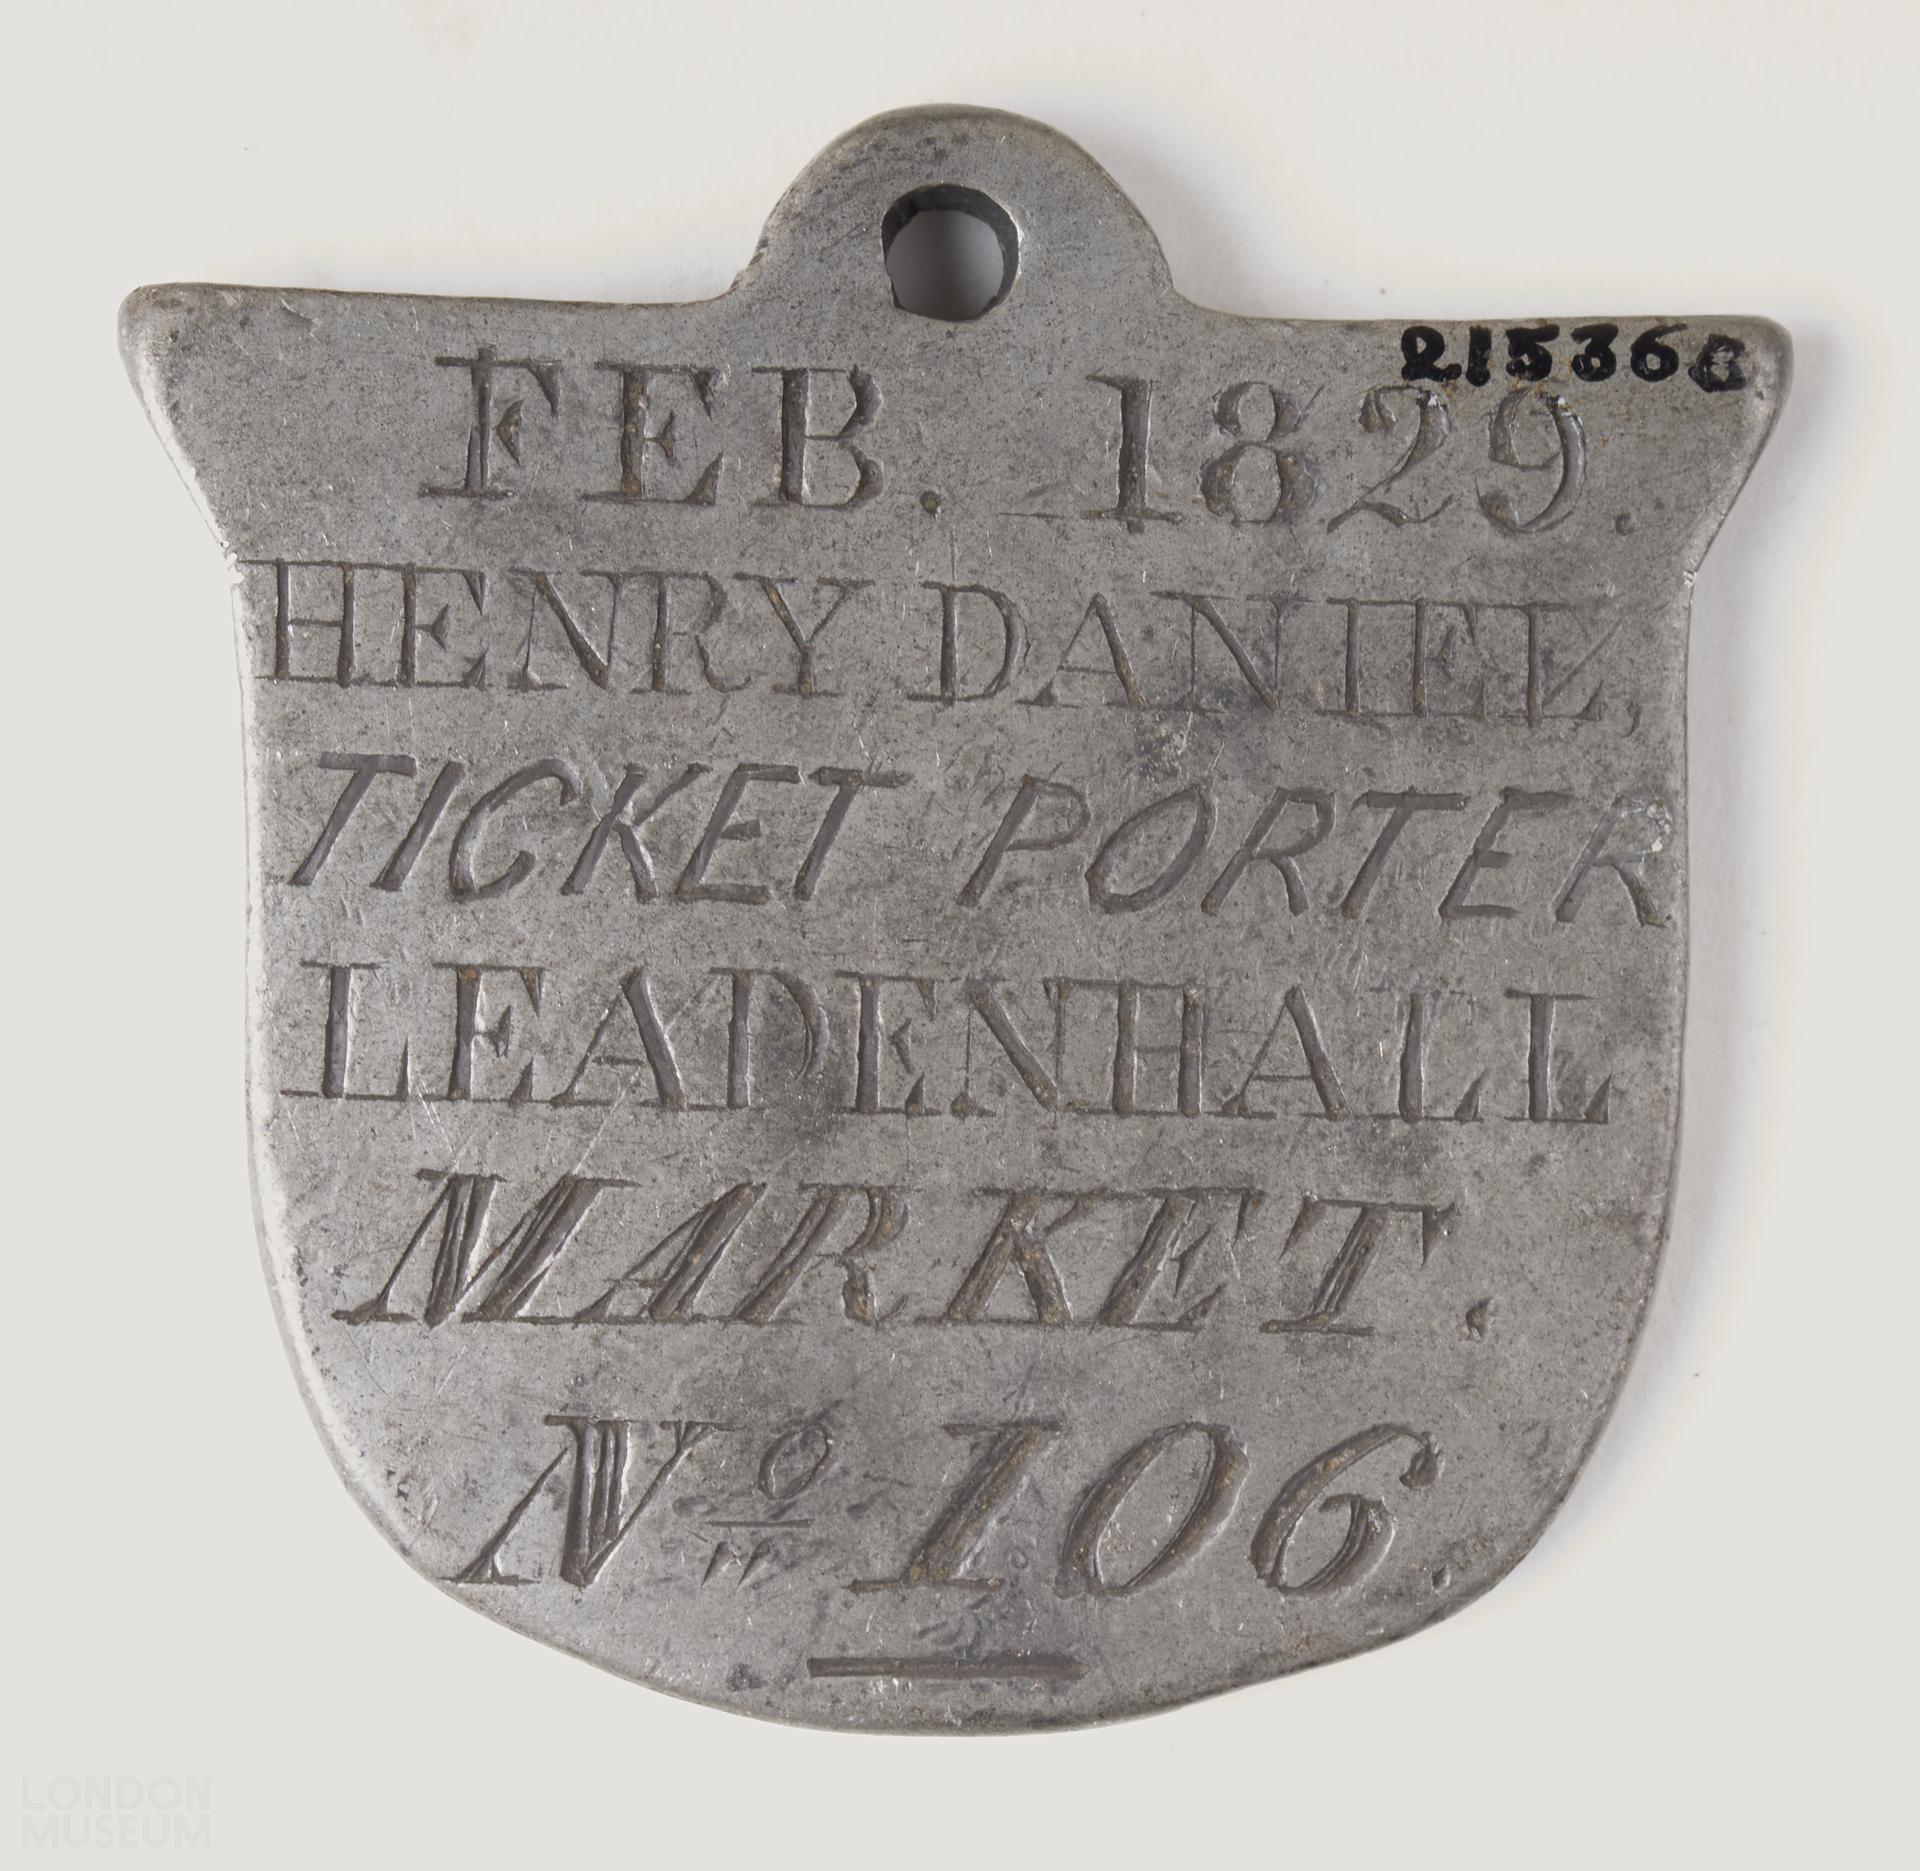 215368
FEB. 1829.
HENRY DANIEL,
TICKET PORTER
LEADENHALL
MARKET.
Nº 106.
LONDON
MUSEUM